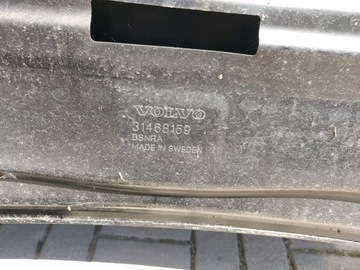 VOLVO
31468159
BSNRA
MADE IN SWEDEN